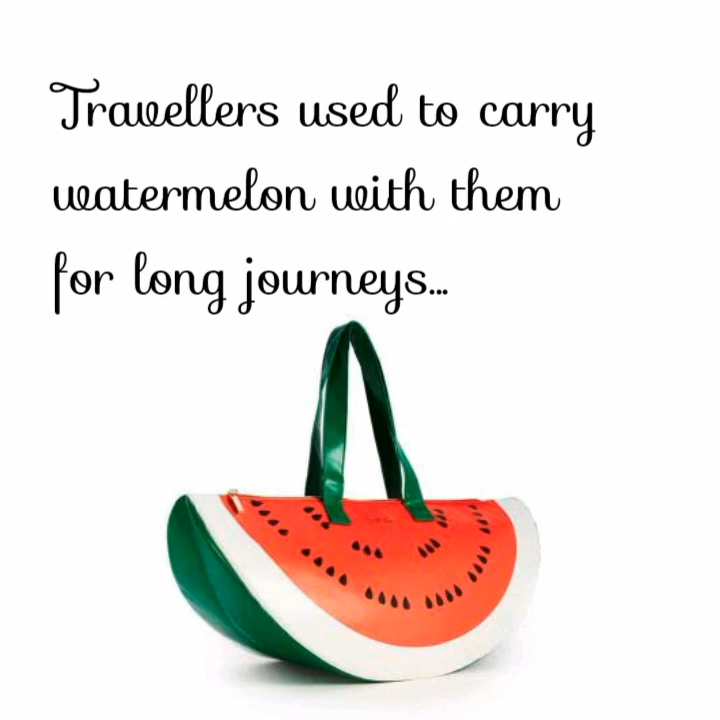 Travellers used to carry
watermelon with them
for long journeys...